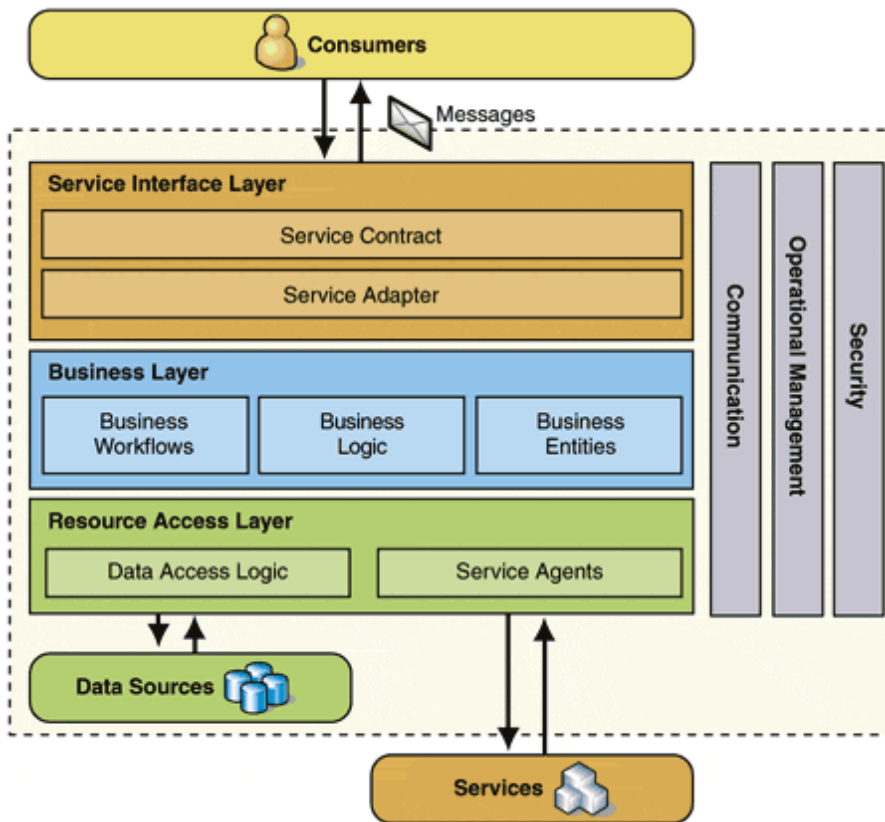 Consumers
Messages
Service Interface Layer
Service Contract
Service Adapter
Business Layer
Business
Workflows
Business
Logic
Business
Entities
Resource Access Layer
Data Access Logic
Service Agents
Communication
Operational Management
Security
Data Sources
Services